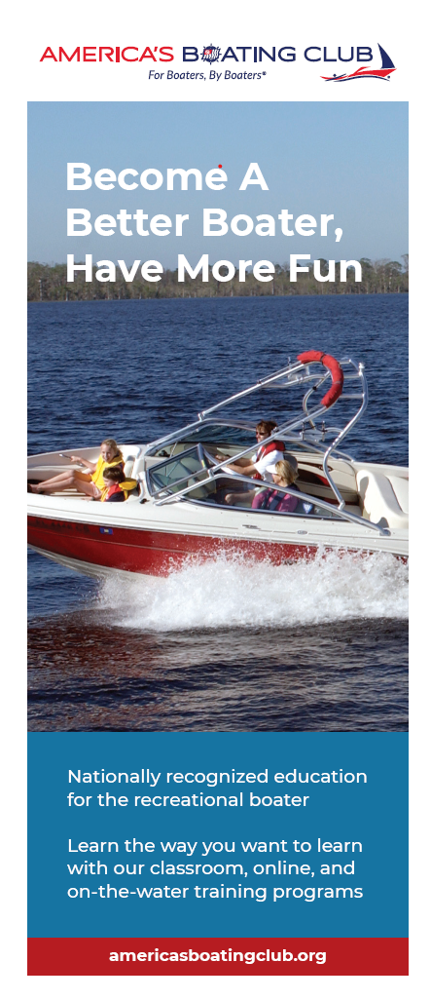 AMERICA'S BOATING CLUB
For Boaters, By Boaters®
Become A
Better Boater,
Have More Fun
Nationally recognized education
for the recreational boater
Learn the way you want to learn
with our classroom, online, and
on-the-water training programs
americasboatingclub.org